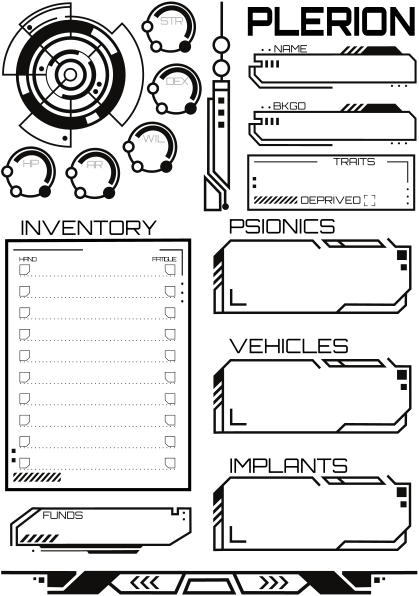 PLERION
STR
DEX
WIL
HP
AR
NAME
BKGD
TRAITS
DEPRIVED
INVENTORY
HAND
FATIGUE
FUNDS
PSIONICS
VEHICLES
IMPLANTS